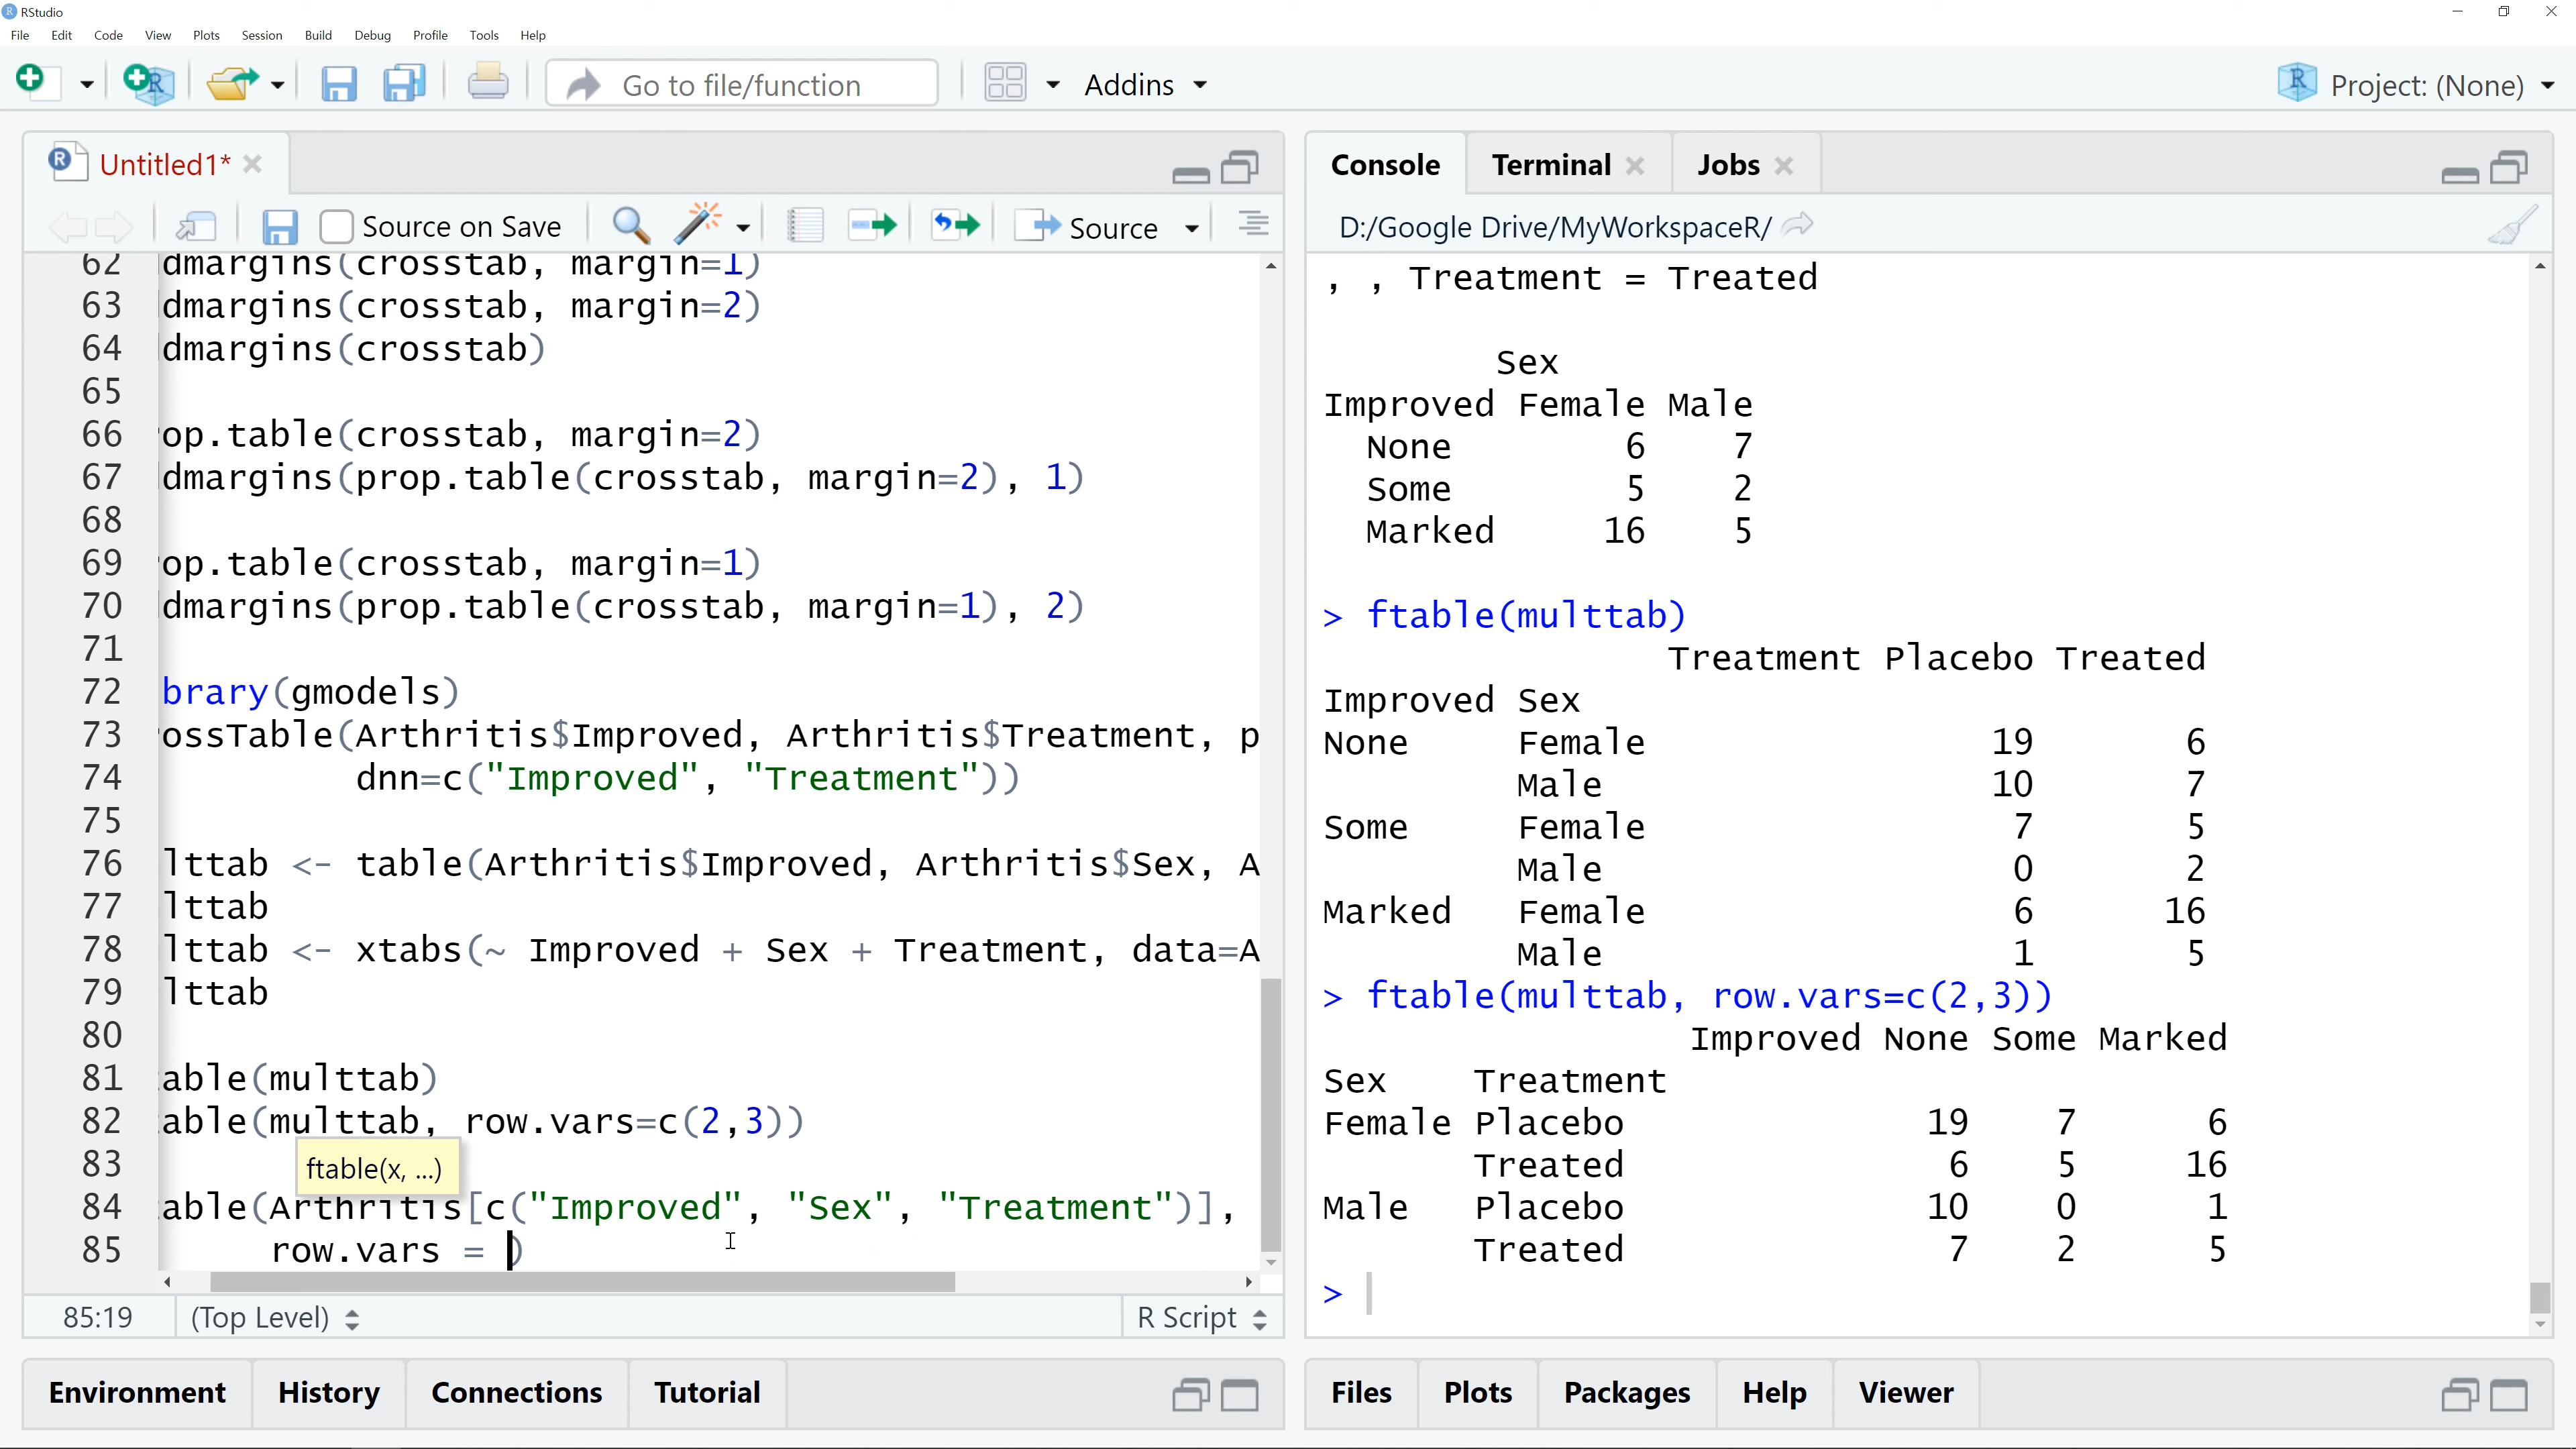 RStudio
File Edit Code View Plots Session Build Debug Profile Tools Help
Go to file/function Addins Project: (None)
Untitled1*
Source on Save Source
62 dmargins(crosstab, margin=1)
63 dmargins(crosstab, margin=2)
64 dmargins(crosstab)
65
66 op.table(crosstab, margin=2)
67 dmargins(prop.table(crosstab, margin=2), 1)
68
69 op.table(crosstab, margin=1)
70 dmargins(prop.table(crosstab, margin=1), 2)
71
72 brary(gmodels)
73 ossTable(Arthritis$Improved, Arthritis$Treatment, p
74 dnn=c("Improved", "Treatment"))
75
76 lttab <- table(Arthritis$Improved, Arthritis$Sex, A
77 lttab
78 lttab <- xtabs(~ Improved + Sex + Treatment, data=A
79 lttab
80
81 able(multtab)
82 able(multtab, row.vars=c(2,3))
83
ftable(x, ...)
84 able(Arthritis[c("Improved", "Sex", "Treatment")],
85 row.vars = )
85:19 (Top Level) R Script
Environment History Connections Tutorial
Console Terminal Jobs
D:/Google Drive/MyWorkspaceR/
, , Treatment = Treated
Sex
Improved Female Male
None 6 7
Some 5 2
Marked 16 5
> ftable(multtab)
Treatment Placebo Treated
Improved Sex
None Female 19 6
Male 10 7
Some Female 7 5
Male 0 2
Marked Female 6 16
Male 1 5
> ftable(multtab, row.vars=c(2,3))
Improved None Some Marked
Sex Treatment
Female Placebo 19 7 6
Treated 6 5 16
Male Placebo 10 0 1
Treated 7 2 5
>
Files Plots Packages Help Viewer